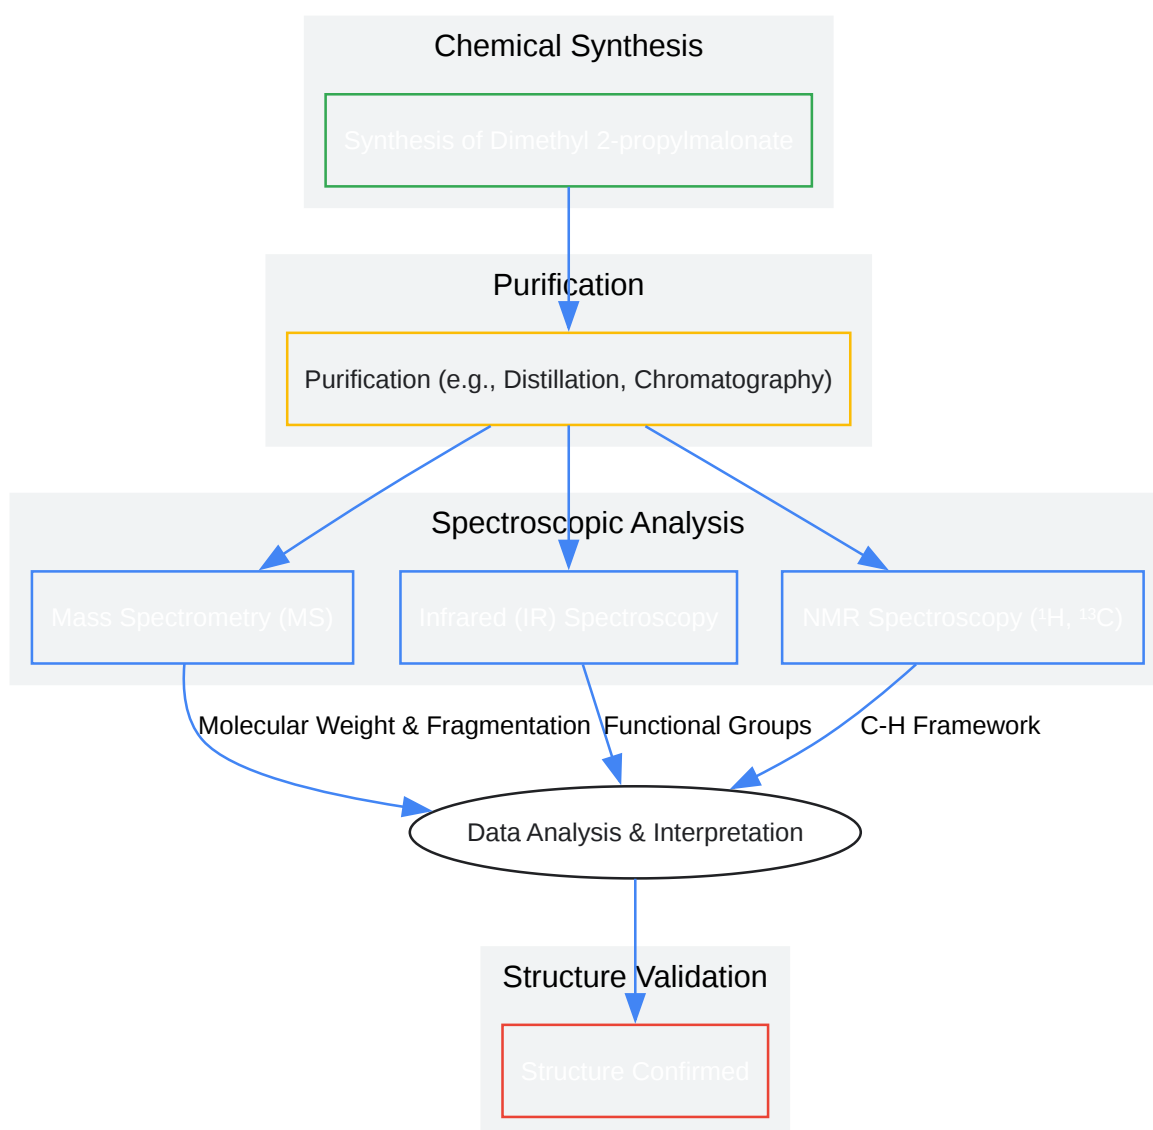 Chemical Synthesis
Synthesis of Dimethyl 2-propylmalonate
Purification
Purification (e.g., Distillation, Chromatography)
Spectroscopic Analysis
Mass Spectrometry (MS)
Infrared (IR) Spectroscopy
NMR Spectroscopy (¹H, ¹³C)
Molecular Weight & Fragmentation
Functional Groups
C-H Framework
Data Analysis & Interpretation
Structure Validation
Structure Confirmed